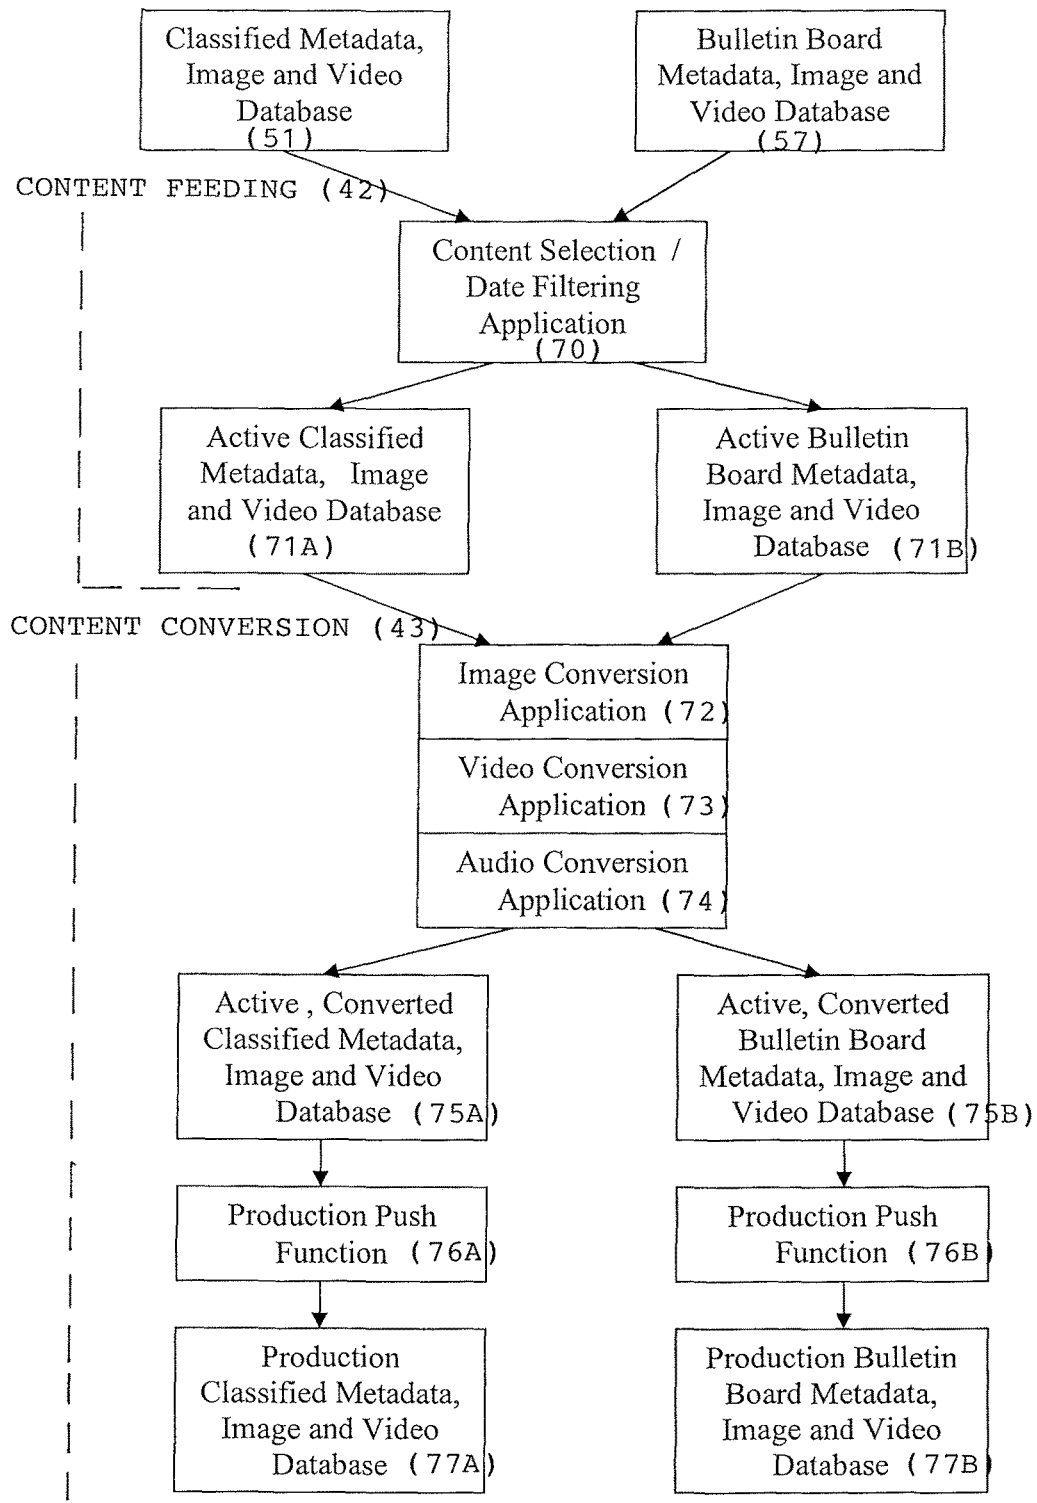 Classified Metadata,
Image and Video
Database
(51)
Bulletin Board
Metadata, Image and
Video Database
(57)
CONTENT FEEDING (42)
Content Selection /
Date Filtering
Application
(70)
Active Classified
Metadata, Image
and Video Database
(71A)
Active Bulletin
Board Metadata,
Image and Video
Database (71B)
CONTENT CONVERSION (43)
Image Conversion
Application (72)
Video Conversion
Application (73)
Audio Conversion
Application (74)
Active , Converted
Classified Metadata,
Image and Video
Database (75A)
Active, Converted
Bulletin Board
Metadata, Image and
Video Database (75B)
Production Push
Function (76A)
Production Push
Function (76B)
Production
Classified Metadata,
Image and Video
Database (77A)
Production Bulletin
Board Metadata,
Image and Video
Database (77B)